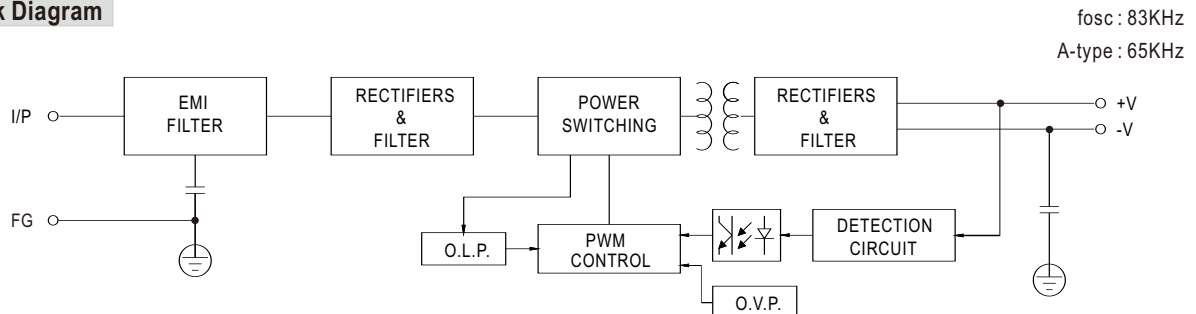 Diagram
fosc : 83KHz
A-type : 65KHz
I/P
EMI
FILTER
RECTIFIERS
&
FILTER
POWER
SWITCHING
RECTIFIERS
&
FILTER
+V
-V
FG
O.L.P.
PWM
CONTROL
DETECTION
CIRCUIT
O.V.P.